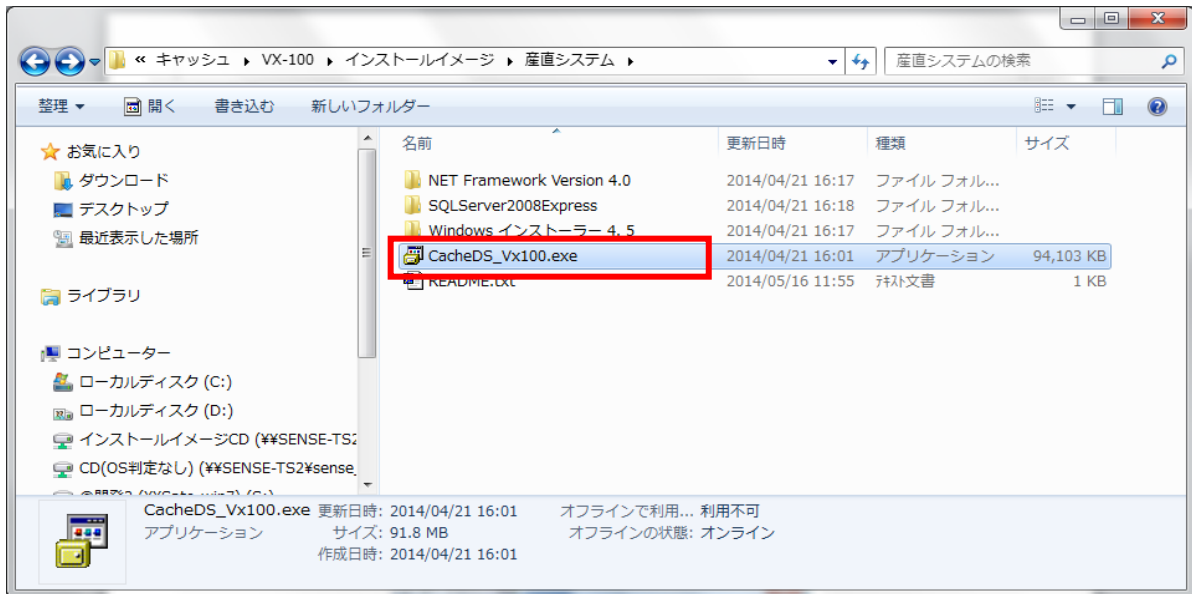 « キャッシュ ▸ VX-100 ▸ インストールイメージ ▸ 産直システム ▸ 産直システムの検索
整理 ▼ 開く 書き込む 新しいフォルダー
お気に入り
ダウンロード
デスクトップ
最近表示した場所
ライブラリ
コンピューター
ローカルディスク (C:)
ローカルディスク (D:)
インストールイメージCD (¥¥SENSE-TS2
CD(OS判定なし) (¥¥SENSE-TS2¥sense_
名前 更新日時 種類 サイズ
NET Framework Version 4.0 2014/04/21 16:17 ファイル フォル...
SQLServer2008Express 2014/04/21 16:18 ファイル フォル...
Windows インストーラー 4. 5 2014/04/21 16:17 ファイル フォル...
CacheDS_Vx100.exe 2014/04/21 16:01 アプリケーション 94,103 KB
README.txt 2014/05/16 11:55 ﾃｷｽﾄ文書 1 KB
CacheDS_Vx100.exe 更新日時: 2014/04/21 16:01 オフラインで利用... 利用不可
アプリケーション サイズ: 91.8 MB オフラインの状態: オンライン
作成日時: 2014/04/21 16:01